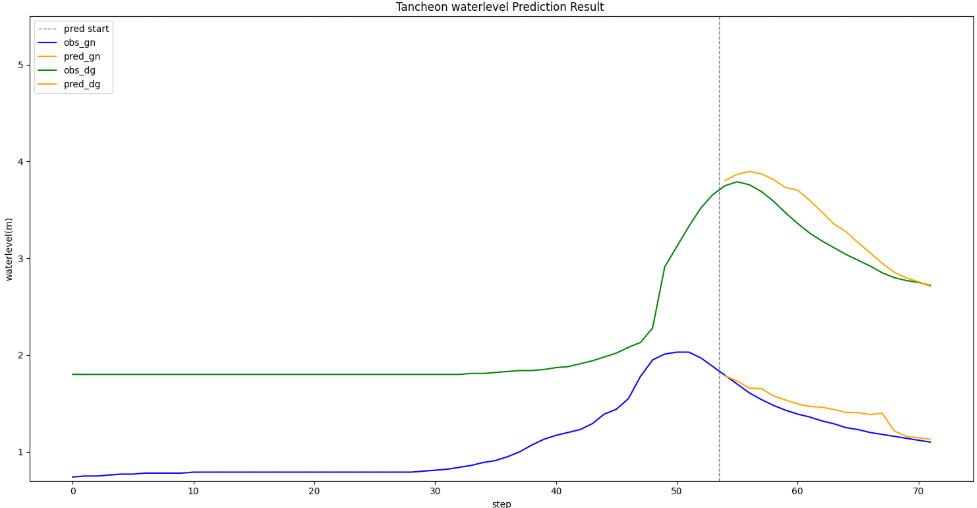 Tancheon waterlevel Prediction Result
pred start
obs_gn
pred_gn
obs_dg
pred_dg
5
4
3
2
1
waterlevel(m)
0 10 20 30 40 50 60 70
step